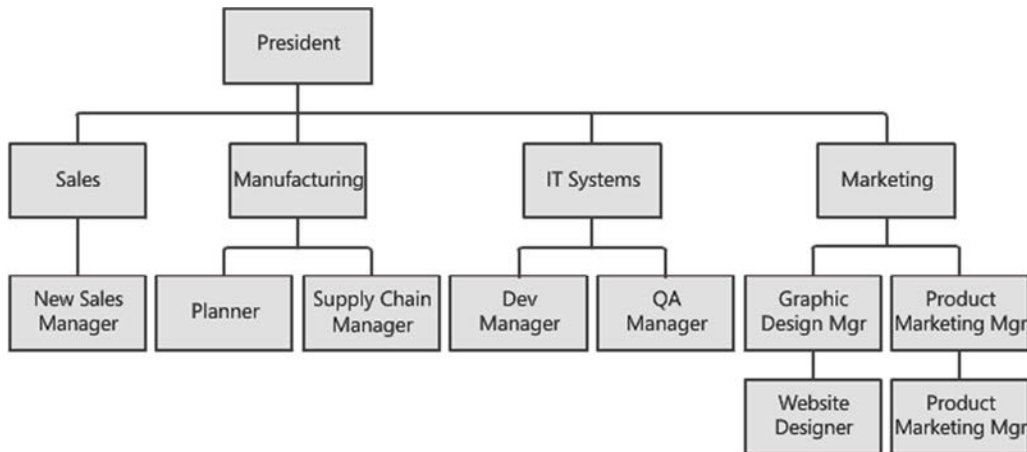 President
Sales
Manufacturing
IT Systems
Marketing
New Sales
Manager
Planner
Supply Chain
Manager
Dev
Manager
QA
Manager
Graphic
Design Mgr
Product
Marketing Mgr
Website
Designer
Product
Marketing Mgr